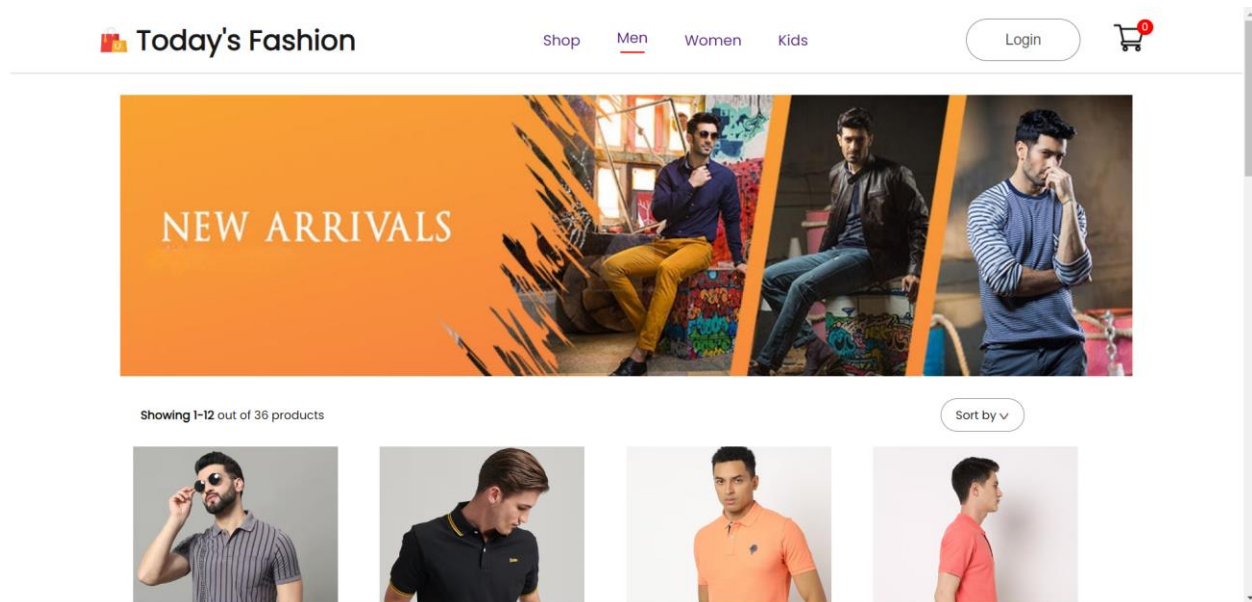 Today's Fashion
Shop Men Women Kids
Login
0
NEW ARRIVALS
Showing 1-12 out of 36 products
Sort by